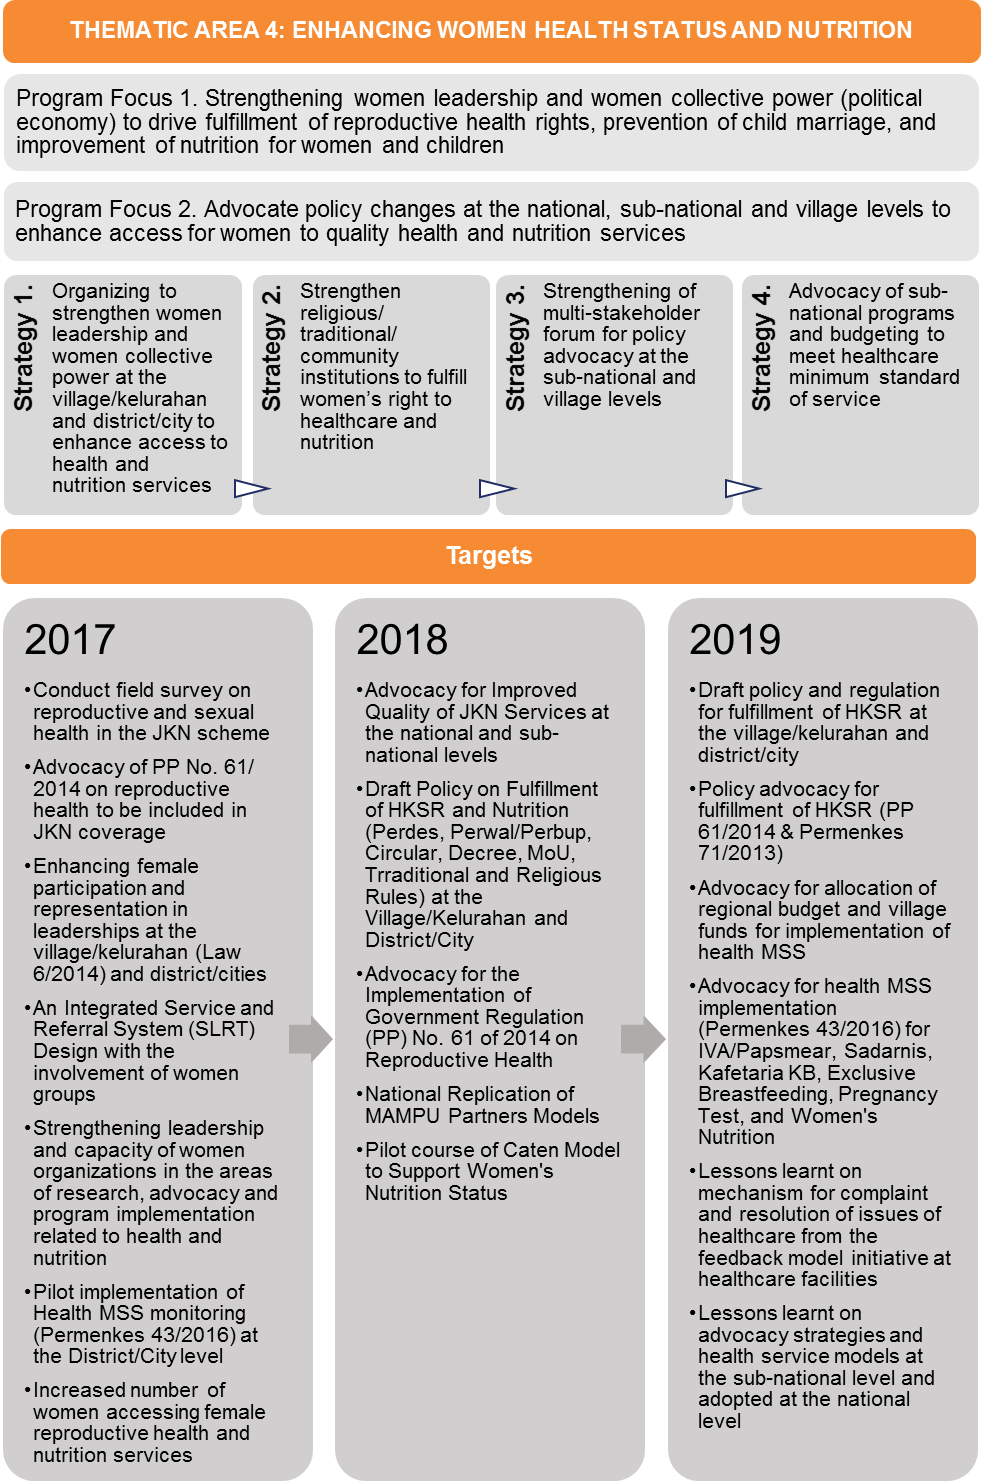 THEMATIC AREA 4: ENHANCING WOMEN HEALTH STATUS AND NUTRITION
Program Focus 1. Strengthening women leadership and women collective power (political
economy) to drive fulfillment of reproductive health rights, prevention of child marriage, and
improvement of nutrition for women and children
Program Focus 2. Advocate policy changes at the national, sub-national and village levels to
enhance access for women to quality health and nutrition services
Strategy 1.
Organizing to
strengthen women
leadership and
women collective
power at the
village/kelurahan
and district/city to
enhance access to
health and
nutrition services
Strategy 2.
Strengthen
religious/
traditional/
community
institutions to fulfill
women’s right to
healthcare and
nutrition
Strategy 3.
Strengthening of
multi-stakeholder
forum for policy
advocacy at the
sub-national and
village levels
Strategy 4.
Advocacy of sub-
national programs
and budgeting to
meet healthcare
minimum standard
of service
Targets
2017
•Conduct field survey on
reproductive and sexual
health in the JKN scheme
•Advocacy of PP No. 61/
2014 on reproductive
health to be included in
JKN coverage
•Enhancing female
participation and
representation in
leaderships at the
village/kelurahan (Law
6/2014) and district/cities
•An Integrated Service and
Referral System (SLRT)
Design with the
involvement of women
groups
•Strengthening leadership
and capacity of women
organizations in the areas
of research, advocacy and
program implementation
related to health and
nutrition
•Pilot implementation of
Health MSS monitoring
(Permenkes 43/2016) at
the District/City level
•Increased number of
women accessing female
reproductive health and
nutrition services
2018
•Advocacy for Improved
Quality of JKN Services at
the national and sub-
national levels
•Draft Policy on Fulfillment
of HKSR and Nutrition
(Perdes, Perwal/Perbup,
Circular, Decree, MoU,
Trraditional and Religious
Rules) at the
Village/Kelurahan and
District/City
•Advocacy for the
Implementation of
Government Regulation
(PP) No. 61 of 2014 on
Reproductive Health
•National Replication of
MAMPU Partners Models
•Pilot course of Caten Model
to Support Women's
Nutrition Status
2019
•Draft policy and regulation
for fulfillment of HKSR at
the village/kelurahan and
district/city
•Policy advocacy for
fulfillment of HKSR (PP
61/2014 & Permenkes
71/2013)
•Advocacy for allocation of
regional budget and village
funds for implementation of
health MSS
•Advocacy for health MSS
implementation
(Permenkes 43/2016) for
IVA/Papsmear, Sadarnis,
Kafetaria KB, Exclusive
Breastfeeding, Pregnancy
Test, and Women's
Nutrition
•Lessons learnt on
mechanism for complaint
and resolution of issues of
healthcare from the
feedback model initiative at
healthcare facilities
•Lessons learnt on
advocacy strategies and
health service models at
the sub-national level and
adopted at the national
level